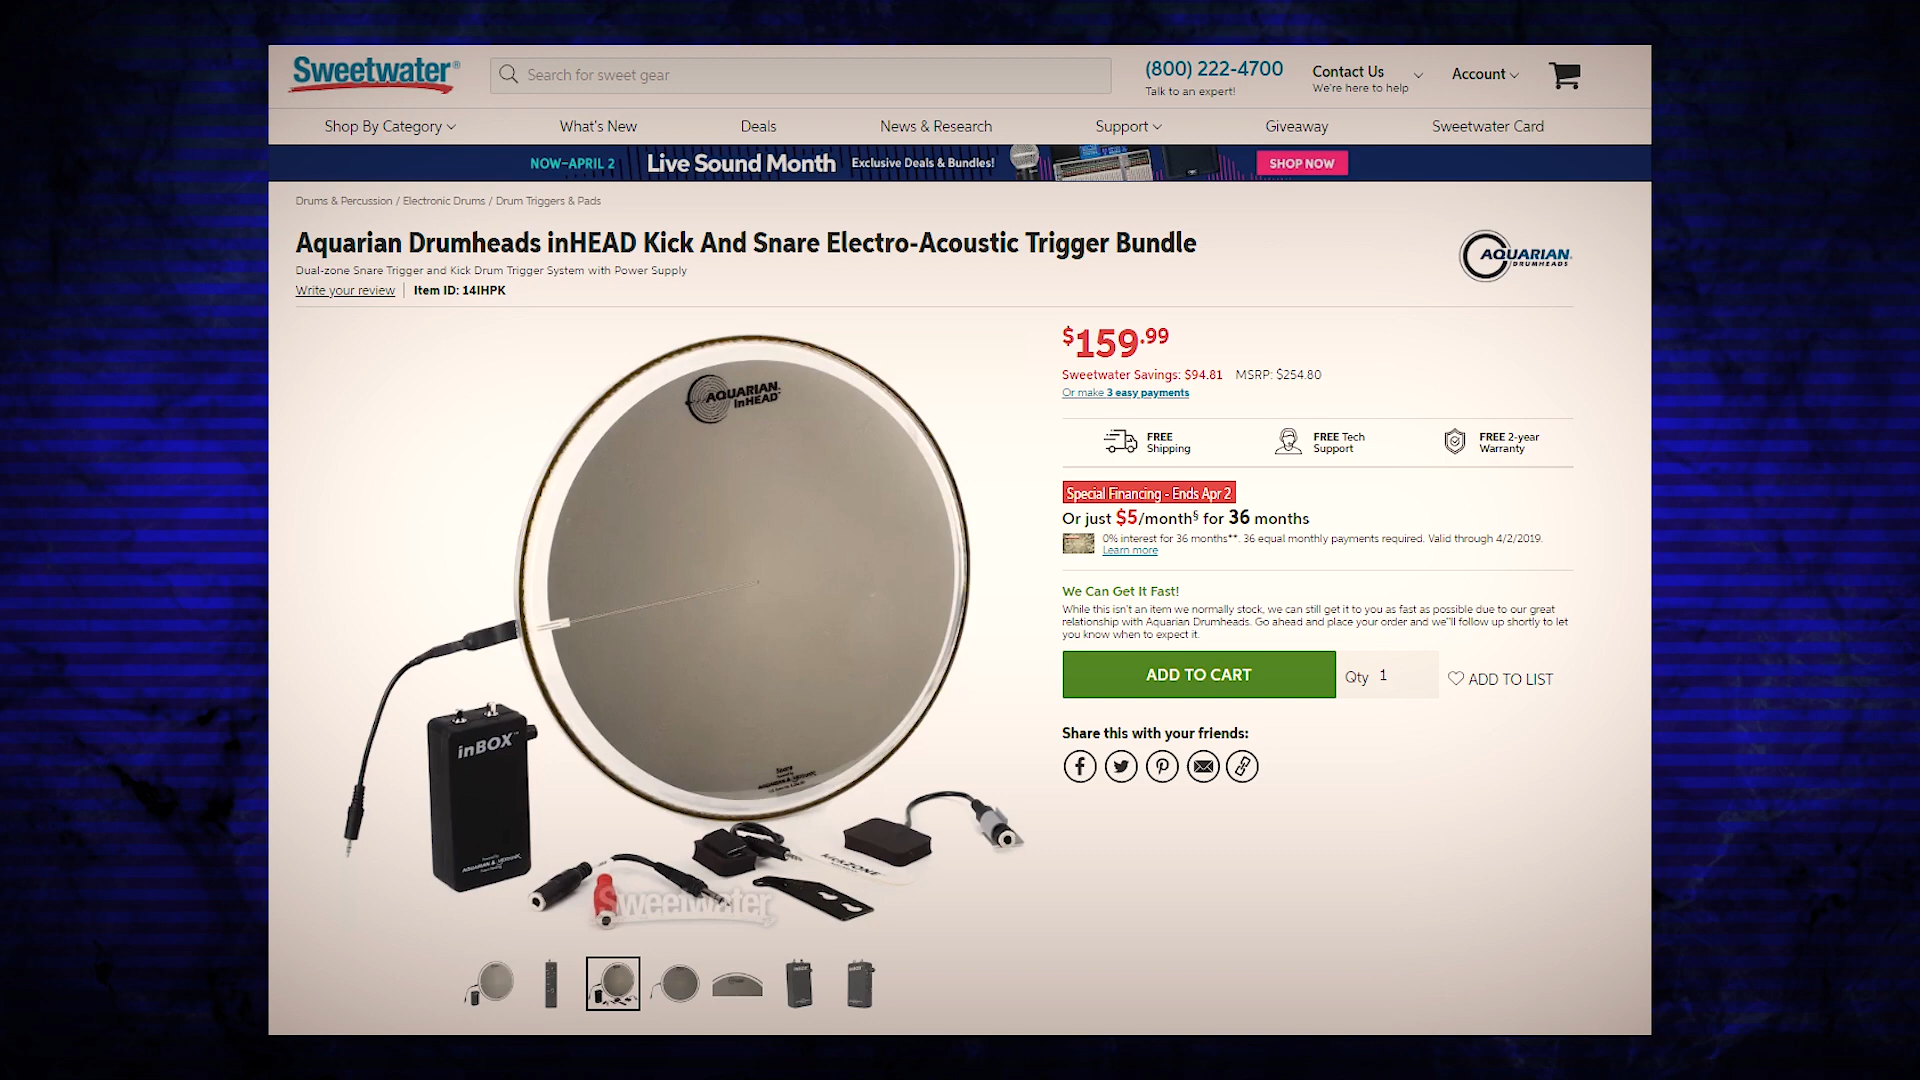 Sweetwater®
Search for sweet gear
(800) 222-4700
Talk to an expert!
Contact Us
We're here to help
Account
Shop By Category
What's New
Deals
News & Research
Support
Giveaway
Sweetwater Card
NOW–APRIL 2
Live Sound Month
Exclusive Deals & Bundles!
SHOP NOW
Drums & Percussion / Electronic Drums / Drum Triggers & Pads
Aquarian Drumheads inHEAD Kick And Snare Electro-Acoustic Trigger Bundle
Dual-zone Snare Trigger and Kick Drum Trigger System with Power Supply
Write your review
Item ID: 14IHPK
AQUARIAN.
DRUMHEADS
AQUARIAN.
inHEAD™
inBOX™
kickZONE
Sweetwater
$159.99
Sweetwater Savings: $94.81 MSRP: $254.80
Or make 3 easy payments
FREE
Shipping
FREE Tech
Support
FREE 2-year
Warranty
Special Financing - Ends Apr 2
Or just $5/month§ for 36 months
0% interest for 36 months**. 36 equal monthly payments required. Valid through 4/2/2019.
Learn more
We Can Get It Fast!
While this isn't an item we normally stock, we can still get it to you as fast as possible due to our great
relationship with Aquarian Drumheads. Go ahead and place your order and we"ll follow up shortly to let
you know when to expect it.
ADD TO CART
Qty 1
ADD TO LIST
Share this with your friends: